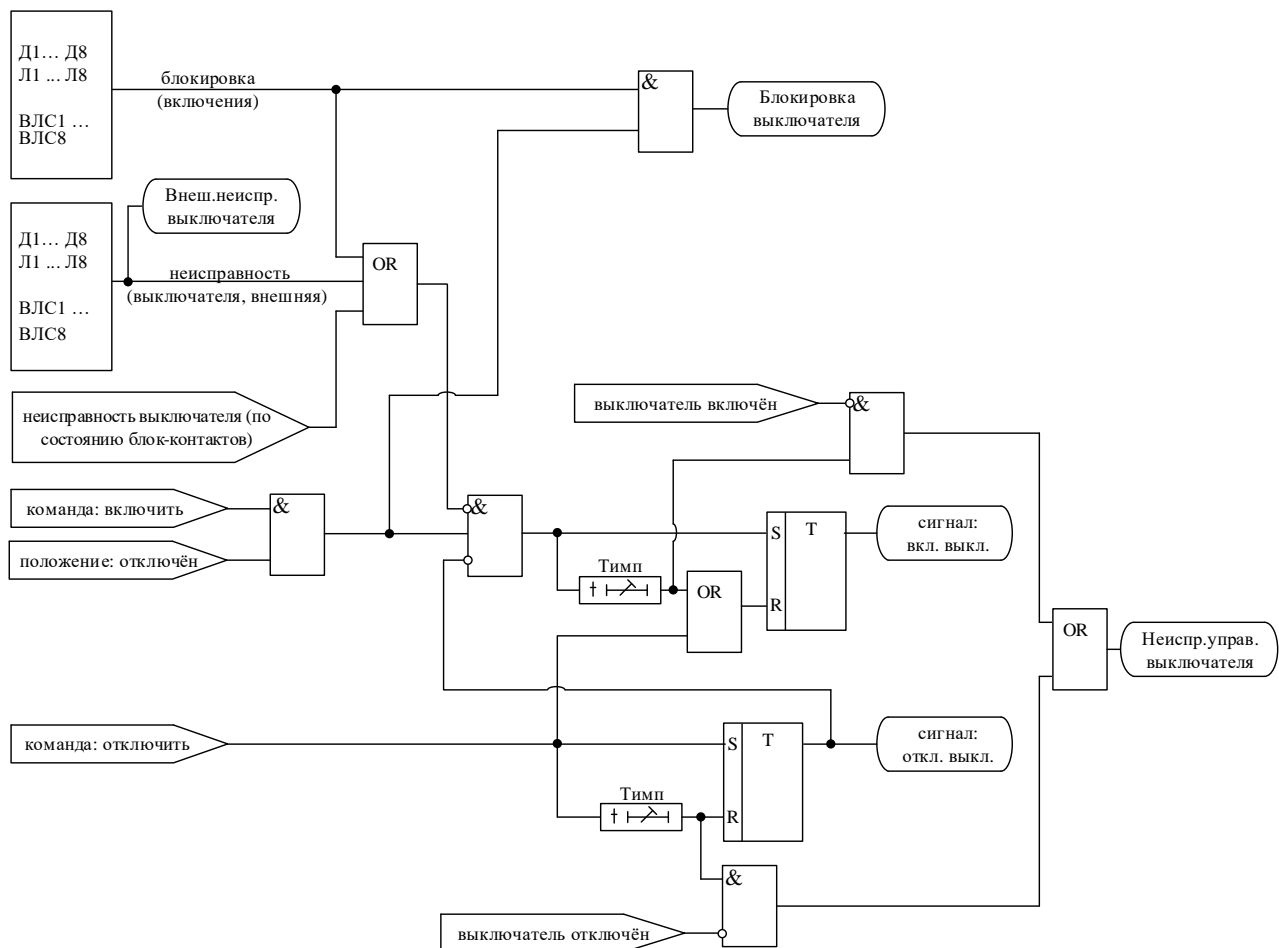 Д1… Д8
Л1 ... Л8
ВЛС1 …
ВЛС8
блокировка
(включения)
&
Блокировка
выключателя
Внеш.неиспр.
выключателя
Д1… Д8
Л1 ... Л8
ВЛС1 …
ВЛС8
неисправность
(выключателя, внешняя)
OR
неисправность выключателя (по
состоянию блок-контактов)
выключатель включён
&
команда: включить
&
&
положение: отключён
S
T
сигнал:
вкл. выкл.
Тимп
OR
R
OR
Неиспр.управ.
выключателя
команда: отключить
S
T
сигнал:
откл. выкл.
Тимп
R
&
выключатель отключён